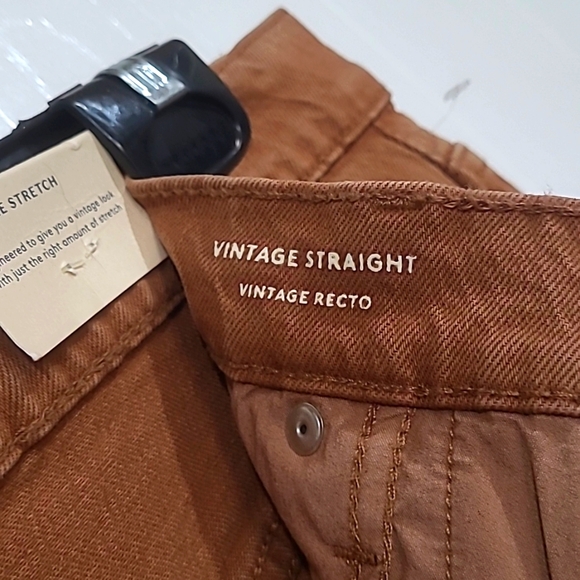 E STRETCH
neered to give you a vintage look
with just the right amount of stretch
VINTAGE STRAIGHT
VINTAGE RECTO